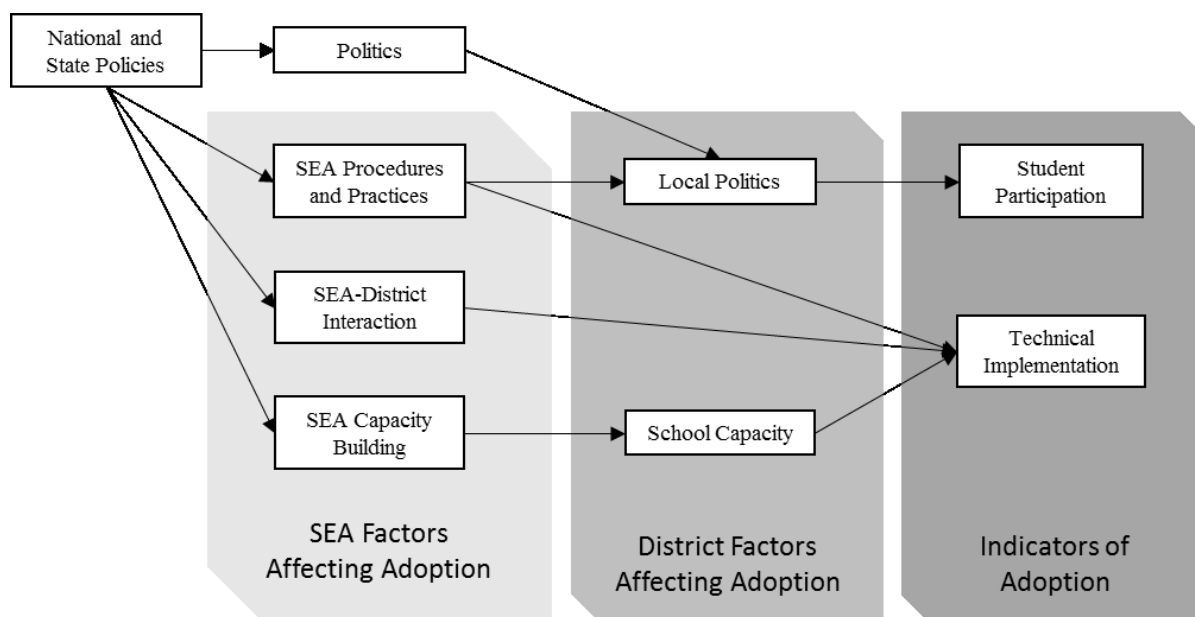 National and
State Policies
Politics
SEA Procedures
and Practices
Local Politics
Student
Participation
SEA-District
Interaction
Technical
Implementation
SEA Capacity
Building
School Capacity
SEA Factors
Affecting Adoption
District Factors
Affecting Adoption
Indicators of
Adoption